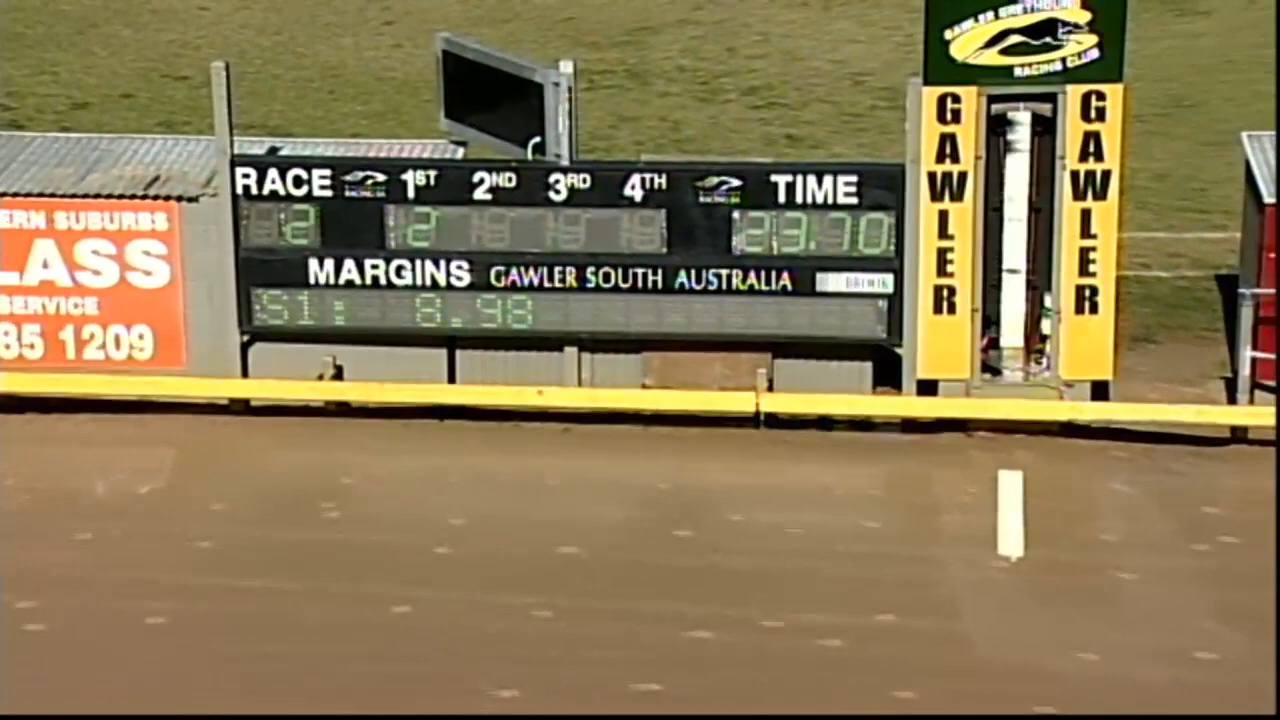 GAWLER GREYHOUND
RACING CLUB
GAWLER
GAWLER
RACE 1ST 2ND 3RD 4TH TIME
2 2 23.70
MARGINS GAWLER SOUTH AUSTRALIA
S1: 8.98
ERN SUBURBS
LASS
SERVICE
85 1209